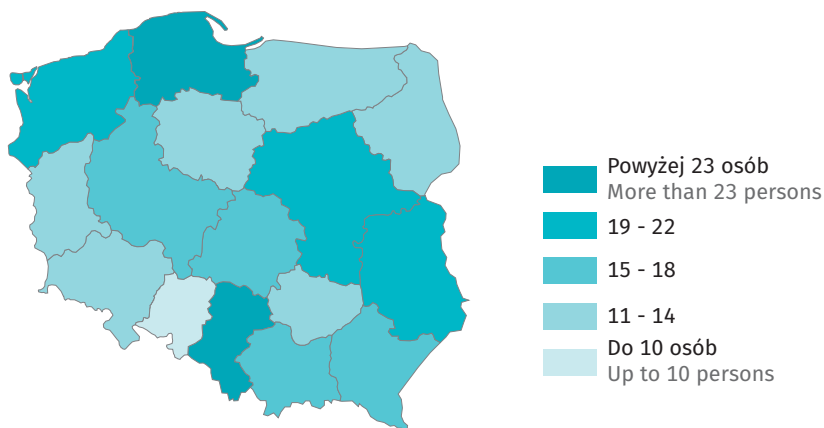 Powyżej 23 osób
More than 23 persons
19 - 22
15 - 18
11 - 14
Do 10 osób
Up to 10 persons